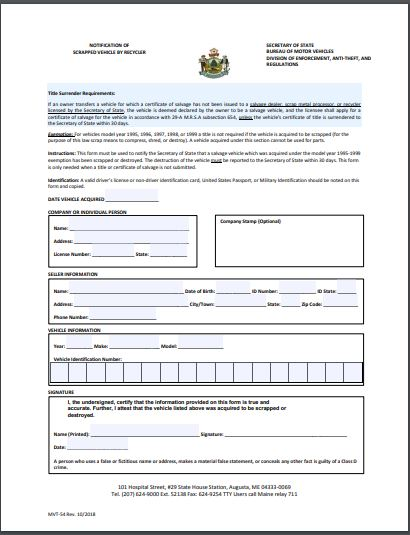 NOTIFICATION OF
SCRAPPED VEHICLE BY RECYCLER
SECRETARY OF STATE
BUREAU OF MOTOR VEHICLES
DIVISION OF ENFORCEMENT, ANTI-THEFT, AND
REGULATIONS
Title Surrender Requirements:
If an owner transfers a vehicle for which a certificate of salvage has not been issued to a salvage dealer, scrap metal processor, or recycler
licensed by the Secretary of State, the vehicle is deemed declared by the owner to be a salvage vehicle, and the licensee shall apply for a
certificate of salvage for the vehicle in accordance with 29-A M.R.S.A subsection 654, unless the vehicle's certificate of title is surrendered to
the Secretary of State within 30 days.
Exemption: For vehicles model year 1995, 1996, 1997, 1998, or 1999 a title is not required if the vehicle is acquired to be scrapped (for the
purpose of this law scrap means to compress, shred, or destroy). A vehicle acquired under this section cannot be used for parts.
Instructions: This form must be used to notify the Secretary of State that a salvage vehicle which was acquired under the model year 1995-1999
exemption has been scrapped or destroyed. The destruction of the vehicle must be reported to the Secretary of State within 30 days. This form
is only needed when a title or certificate of salvage is not submitted.
Identification: A valid driver's license or non-driver identification card, United States Passport, or Military Identification should be noted on this
form and copied.
DATE VEHICLE ACQUIRED
COMPANY OR INDIVIDUAL PERSON
Name:
Address:
License Number: State:
Company Stamp (Optional)
SELLER INFORMATION
Name: Date of Birth: ID Number: ID State:
Address: City/Town: State: Zip Code:
Phone Number:
VEHICLE INFORMATION
Year: Make: Model:
Vehicle Identification Number:
SIGNATURE
I, the undersigned, certify that the information provided on this form is true and
accurate. Further, I attest that the vehicle listed above was acquired to be scrapped or
destroyed.
Name (Printed): Signature:
Date:
A person who uses a false or fictitious name or address, makes a material false statement, or conceals any other fact is guilty of a Class D
crime.
101 Hospital Street, #29 State House Station, Augusta, ME 04333-0069
Tel. (207) 624-9000 Ext. 52138 Fax: 624-9254 TTY Users call Maine relay 711
MVT-54 Rev. 10/2018